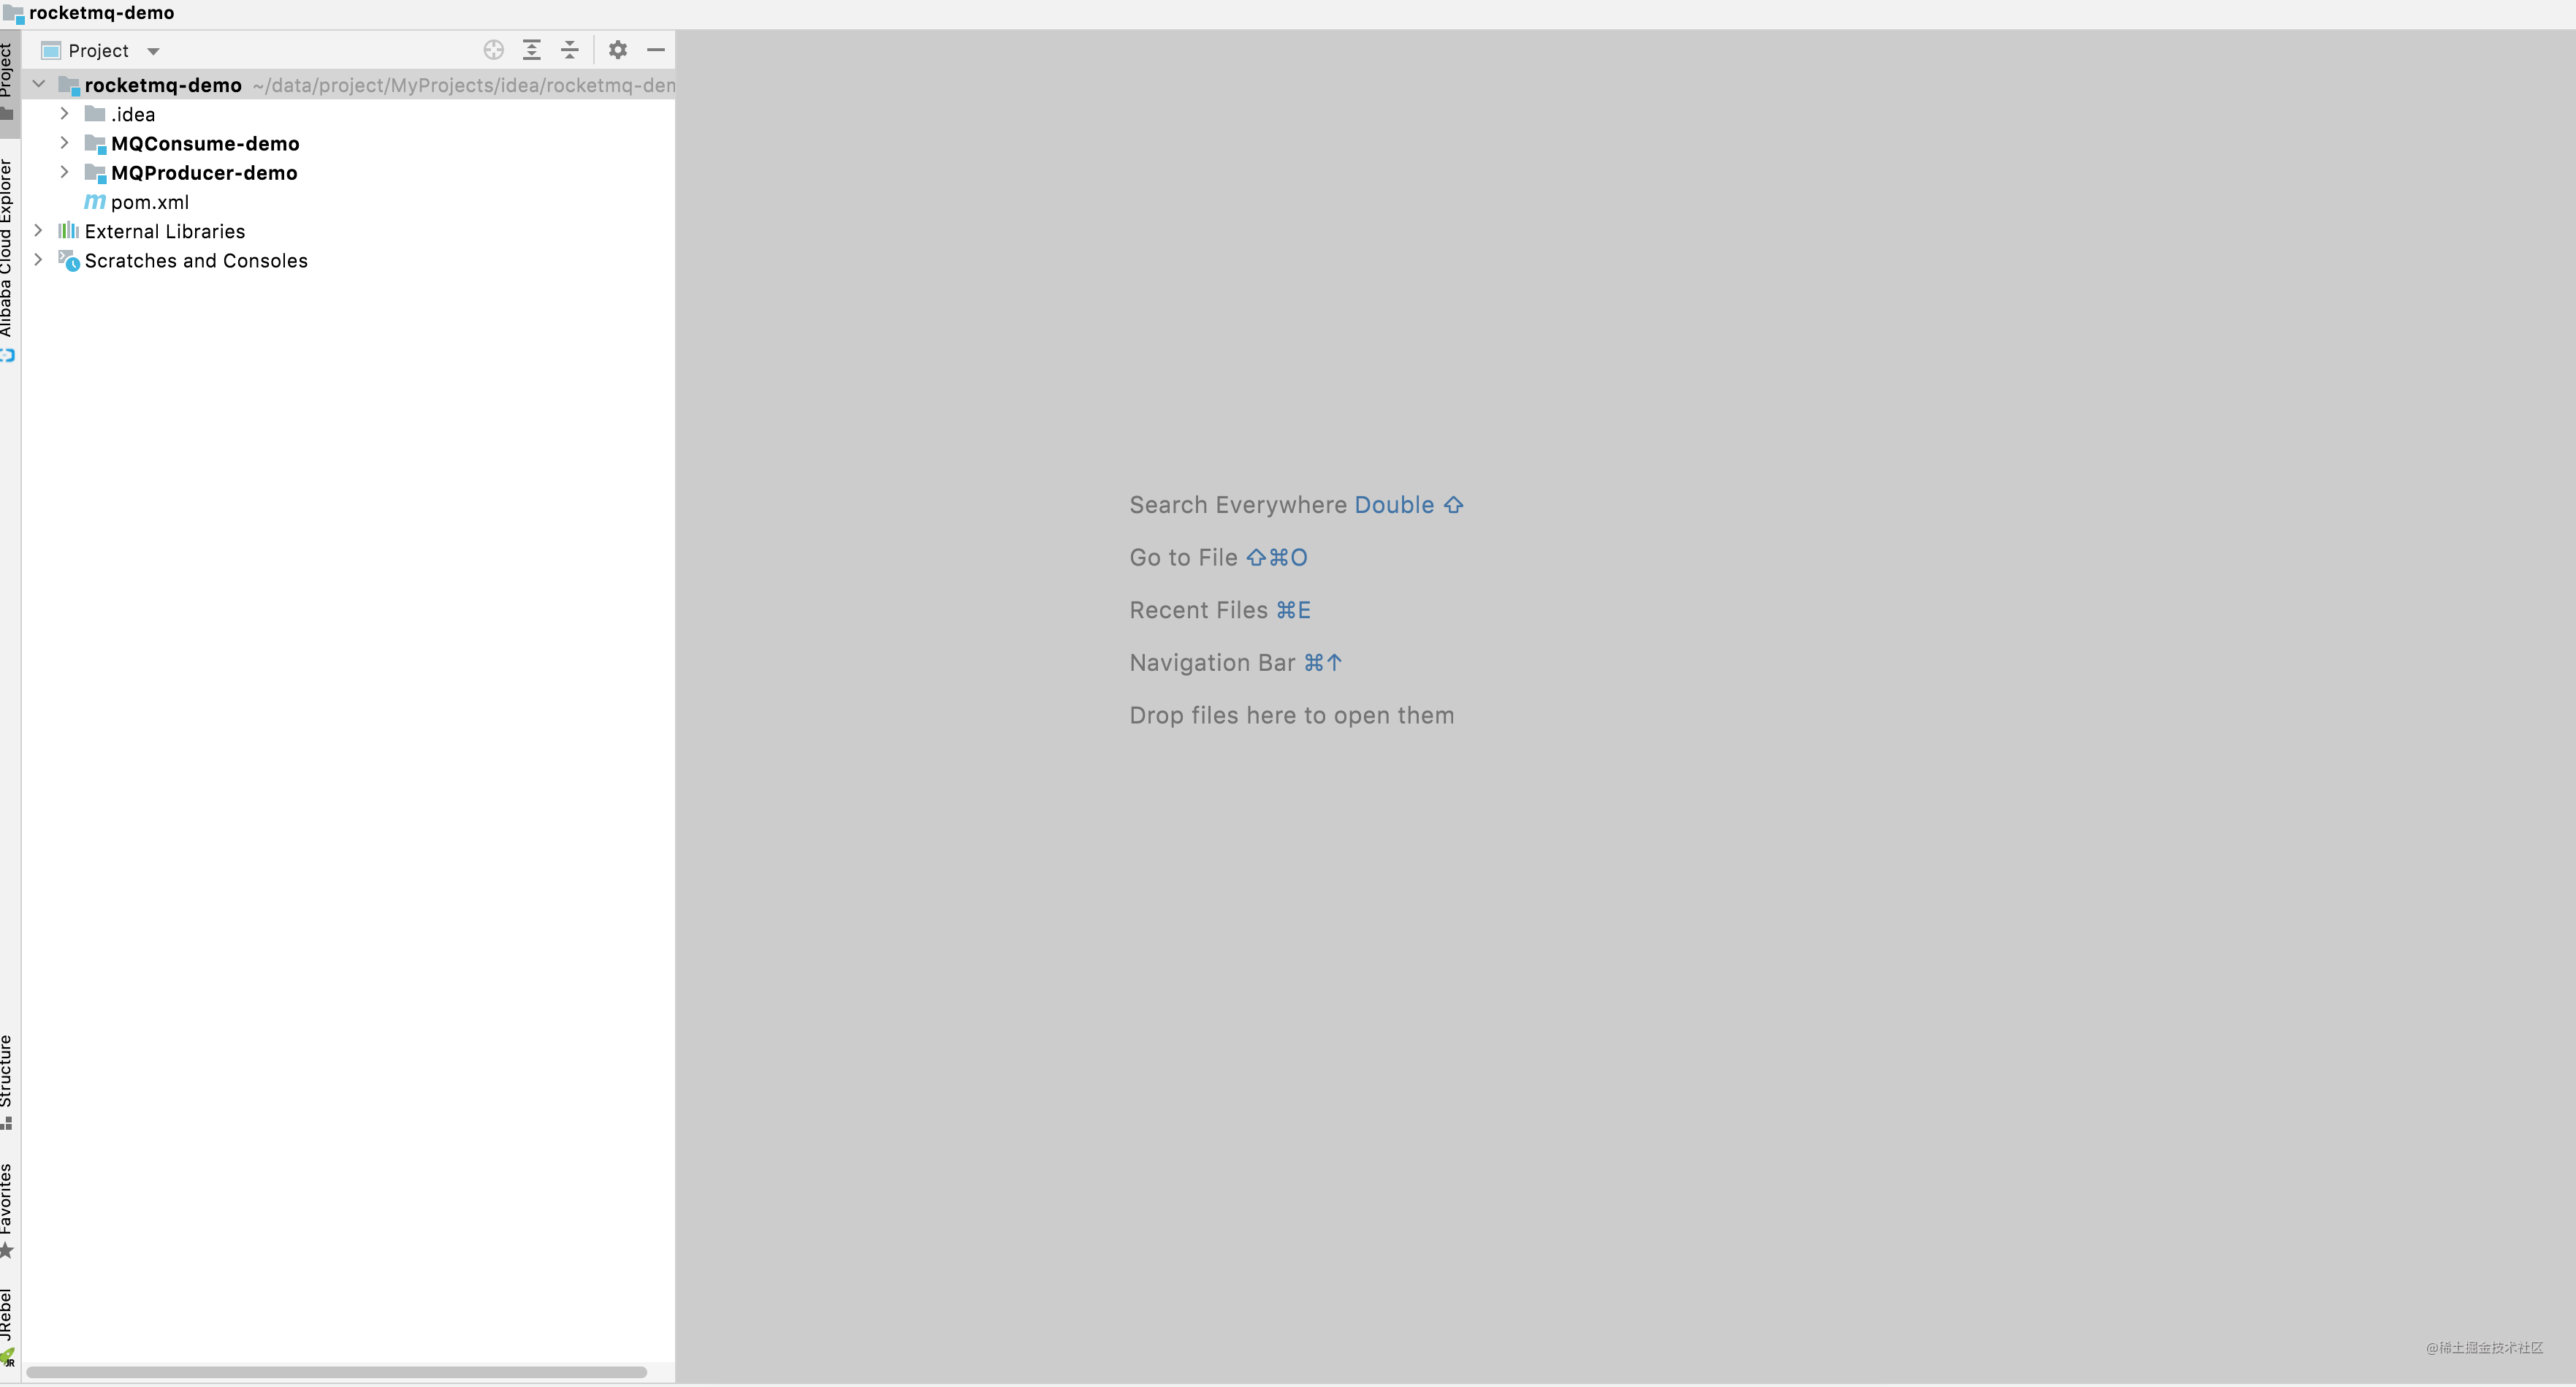 rocketmq-demo
Project
rocketmq-demo ~/data/project/MyProjects/idea/rocketmq-dem
.idea
MQConsume-demo
MQProducer-demo
pom.xml
External Libraries
Scratches and Consoles
Project
Alibaba Cloud Explorer
Structure
Favorites
JRebel
JR
Search Everywhere Double ⇧
Go to File ⇧⌘O
Recent Files ⌘E
Navigation Bar ⌘↑
Drop files here to open them
@稀土掘金技术社区